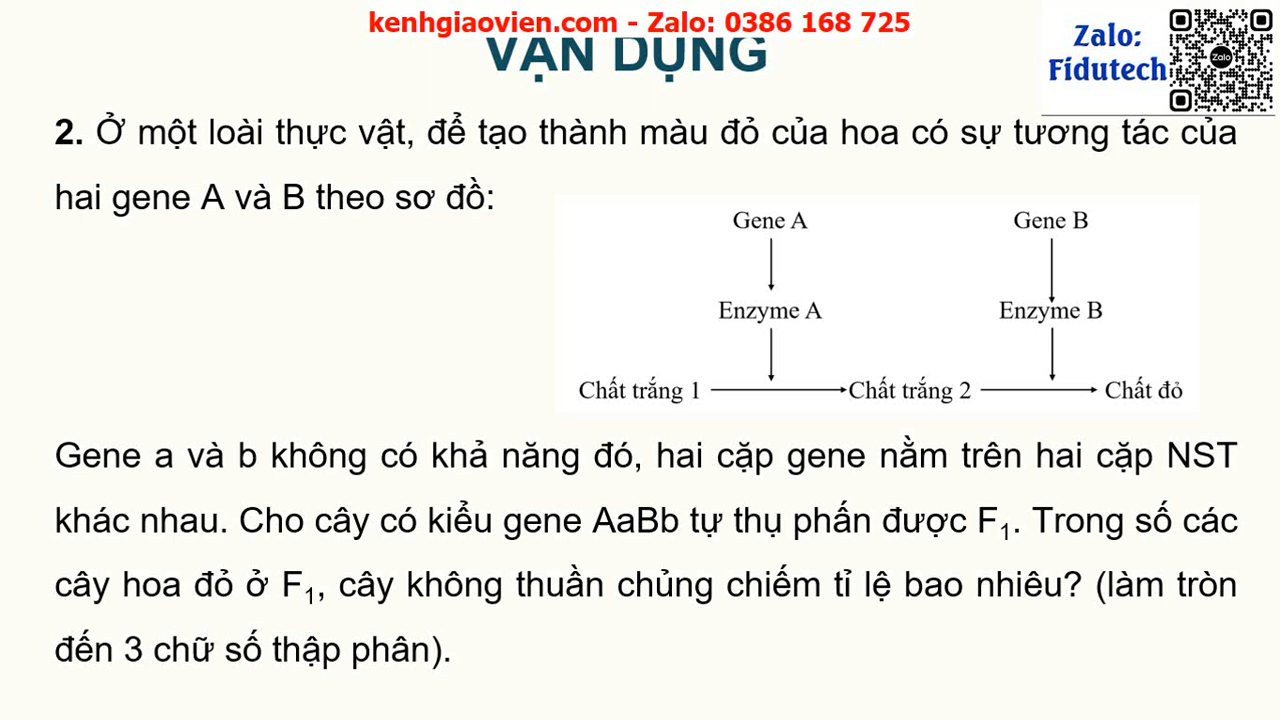 kenhgiaovien.com - Zalo: 0386 168 725
VẬN DỤNG
Zalo:
Fidutech
Zalo
2. Ở một loài thực vật, để tạo thành màu đỏ của hoa có sự tương tác của
hai gene A và B theo sơ đồ:
Gene A Gene B
Enzyme A Enzyme B
Chất trắng 1 Chất trắng 2 Chất đỏ
Gene a và b không có khả năng đó, hai cặp gene nằm trên hai cặp NST
khác nhau. Cho cây có kiểu gene AaBb tự thụ phấn được F₁. Trong số các
cây hoa đỏ ở F₁, cây không thuần chủng chiếm tỉ lệ bao nhiêu? (làm tròn
đến 3 chữ số thập phân).